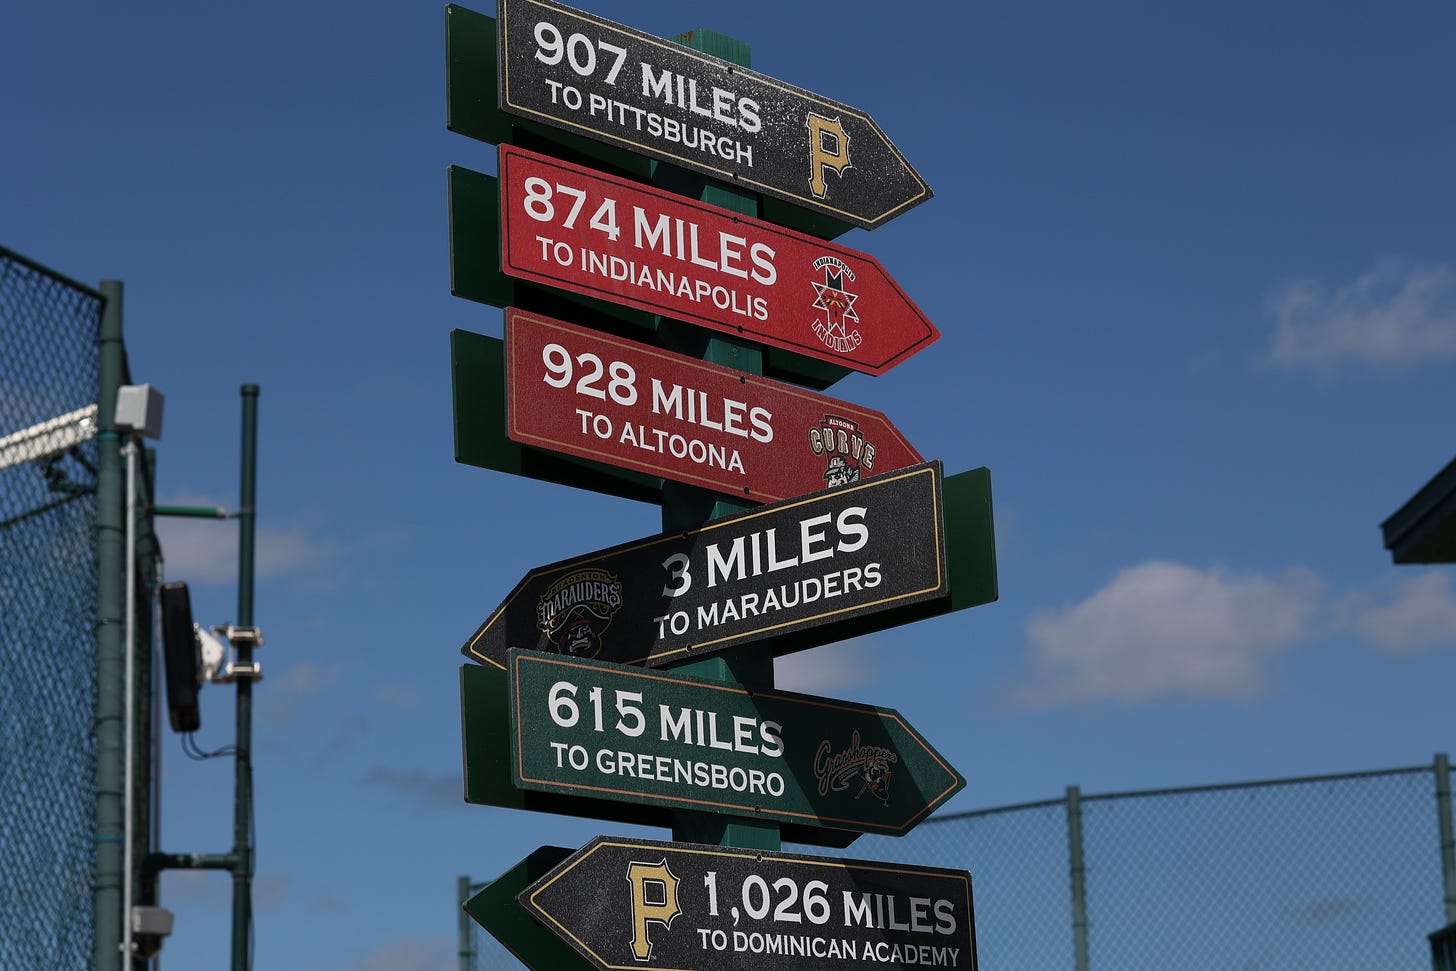 907 MILES
TO PITTSBURGH
P
874 MILES
TO INDIANAPOLIS
INDIANAPOLIS
INDIANS
928 MILES
TO ALTOONA
ALTOONA
CURVE
3 MILES
TO MARAUDERS
BRADENTON
MARAUDERS
615 MILES
TO GREENSBORO
Grasshoppers
P
1,026 MILES
TO DOMINICAN ACADEMY